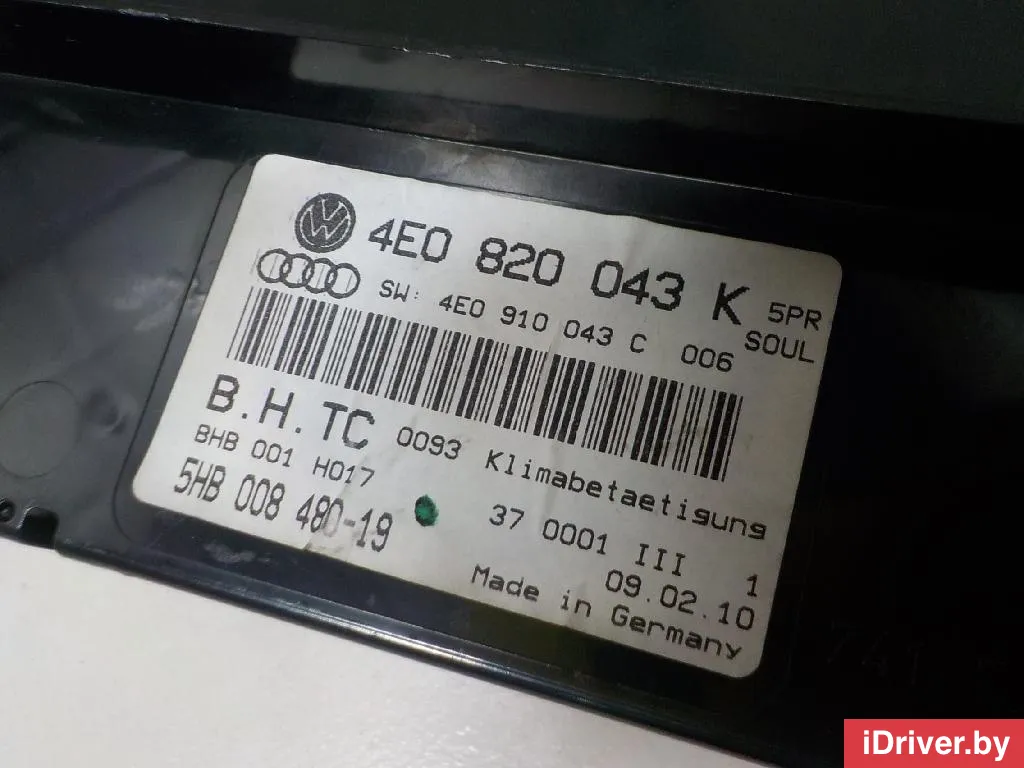 4E0 820 043 K 5PR
SW: 4E0 910 043 C 006 SOUL
B.H.TC 0093 Klimabetaetigung
BHB 001 H017 37 0001 III 1
5HB 008 480-19 09.02.10
Made in Germany
iDriver.by